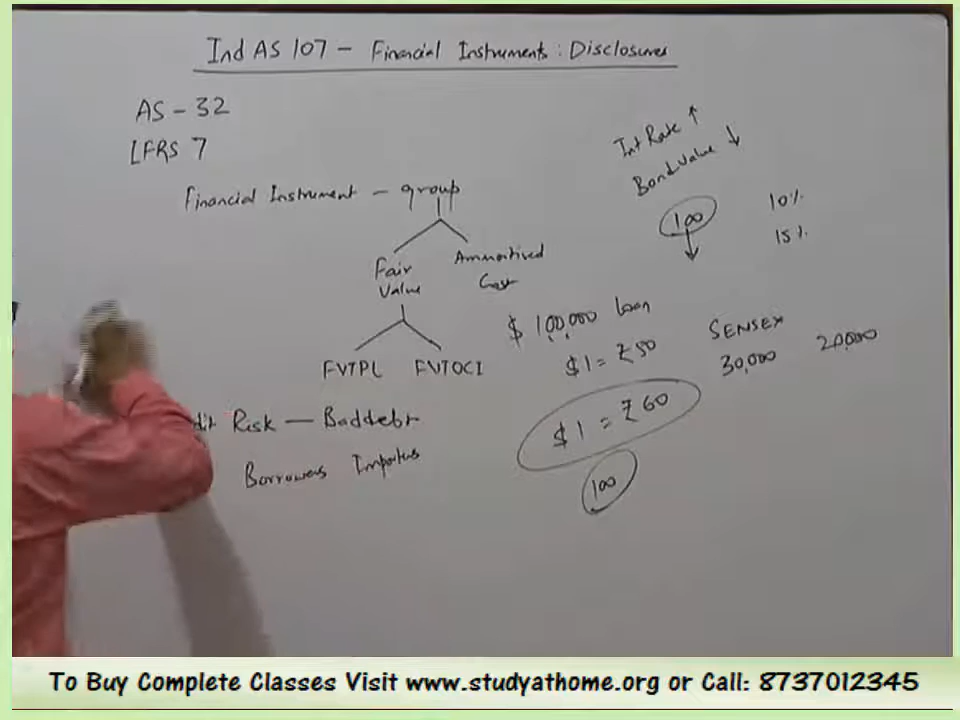 Ind AS 107 - Financial Instruments : Disclosures
AS - 32
IFRS 7
Financial Instrument - group
Fair Value
Ammortised Cost
FVTPL FVTOCI
dit Risk - Baddebt
Borrowers Importers
Int Rate ↑
Bond Value ↓
100
10%
15%
$ 100,000 loan
$1 = ₹50
$1 = ₹60
100
SENSEX
30,000 20,000
To Buy Complete Classes Visit www.studyathome.org or Call: 8737012345